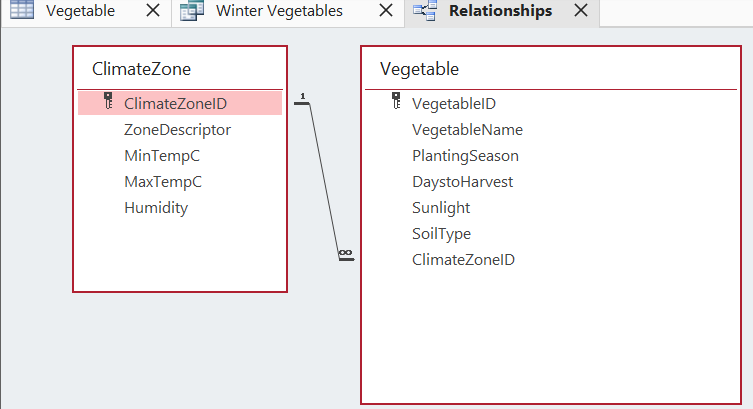 Vegetable
Winter Vegetables
Relationships
ClimateZone
ClimateZoneID
ZoneDescriptor
MinTempC
MaxTempC
Humidity
1
∞
Vegetable
VegetableID
VegetableName
PlantingSeason
DaystoHarvest
Sunlight
SoilType
ClimateZoneID